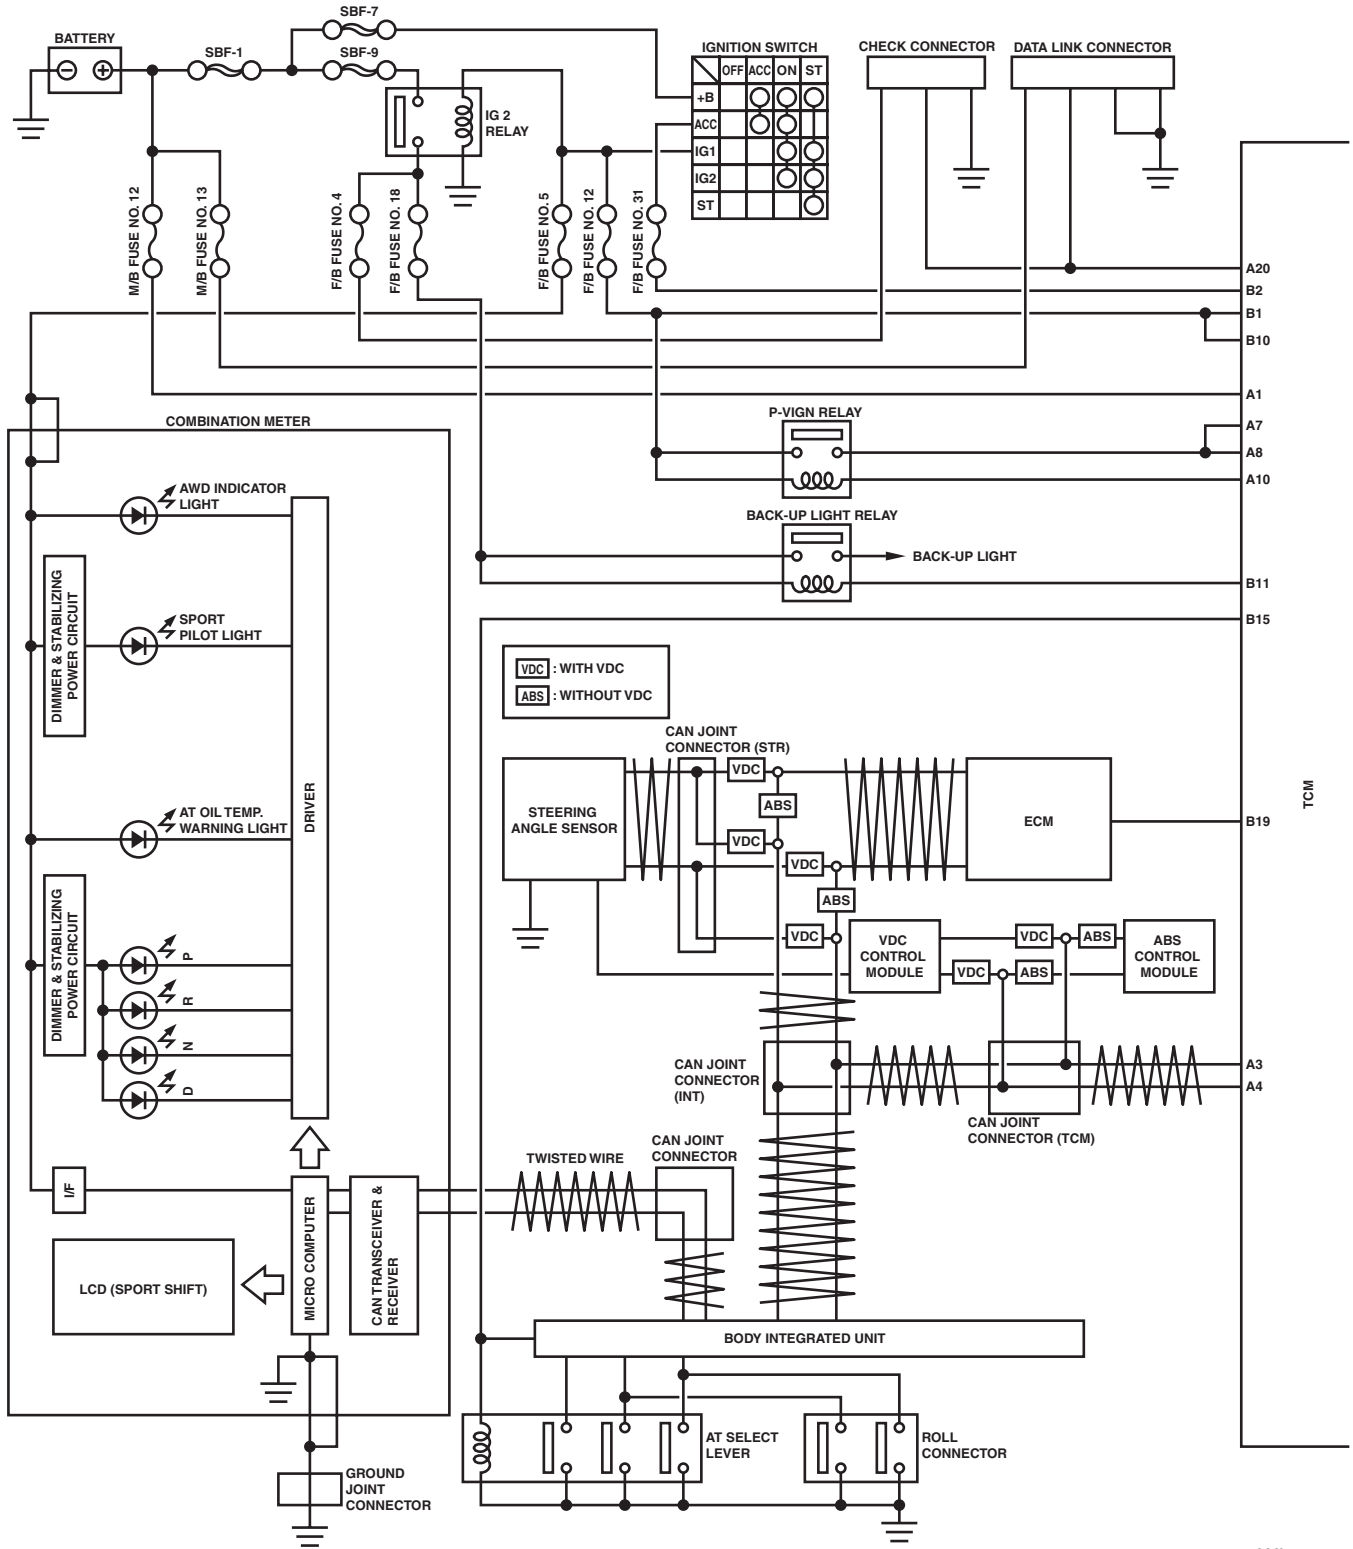 SBF-7
BATTERY
SBF-1
SBF-9
IG 2
RELAY
IGNITION SWITCH
OFF ACC ON ST
+B
ACC
IG1
IG2
ST
CHECK CONNECTOR
DATA LINK CONNECTOR
M/B FUSE NO. 12
M/B FUSE NO. 13
F/B FUSE NO. 4
F/B FUSE NO. 18
F/B FUSE NO. 5
F/B FUSE NO. 12
F/B FUSE NO. 31
A20
B2
B1
B10
A1
A7
A8
A10
B11
B15
B19
A3
A4
TCM
P-VIGN RELAY
BACK-UP LIGHT RELAY
BACK-UP LIGHT
COMBINATION METER
AWD INDICATOR
LIGHT
DIMMER & STABILIZING
POWER CIRCUIT
SPORT
PILOT LIGHT
DRIVER
AT OIL TEMP.
WARNING LIGHT
DIMMER & STABILIZING
POWER CIRCUIT
P
R
N
D
VDC : WITH VDC
ABS : WITHOUT VDC
CAN JOINT
CONNECTOR (STR)
STEERING
ANGLE SENSOR
VDC
ABS
VDC
VDC
ABS
VDC
ECM
VDC
CONTROL
MODULE
VDC
ABS
VDC
ABS
ABS
CONTROL
MODULE
CAN JOINT
CONNECTOR
(INT)
CAN JOINT
CONNECTOR (TCM)
CAN JOINT
CONNECTOR
TWISTED WIRE
I/F
MICRO COMPUTER
CAN TRANSCEIVER &
RECEIVER
LCD (SPORT SHIFT)
BODY INTEGRATED UNIT
AT SELECT
LEVER
ROLL
CONNECTOR
GROUND
JOINT
CONNECTOR